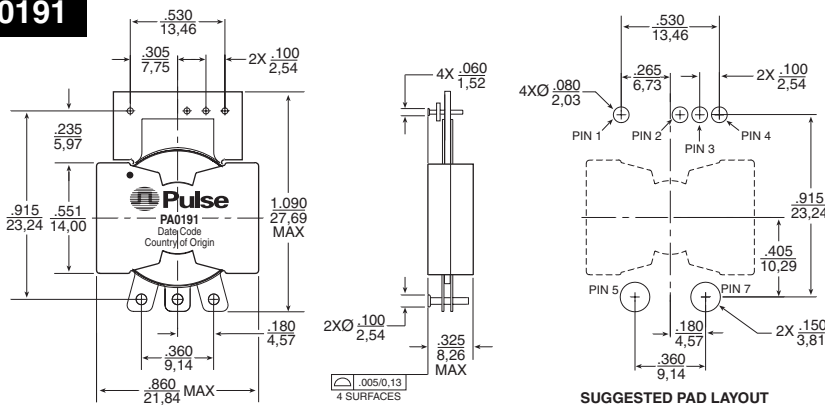 0191
.530
13,46
.305
7,75
2X .100
2,54
.235
5,97
.915
23,24
.551
14,00
Pulse
PA0191
Date Code
Country of Origin
1.090
27,69
MAX
.180
4,57
.360
9,14
.860 MAX
21,84
4X .060
1,52
2XØ .100
2,54
.325
8,26
MAX
.005/0,13
4 SURFACES
.530
13,46
.265
6,73
2X .100
2,54
4XØ .080
2,03
PIN 1
PIN 2
PIN 3
PIN 4
.915
23,24
.405
10,29
PIN 5
PIN 7
.180
4,57
2X .150
3,81
.360
9,14
SUGGESTED PAD LAYOUT